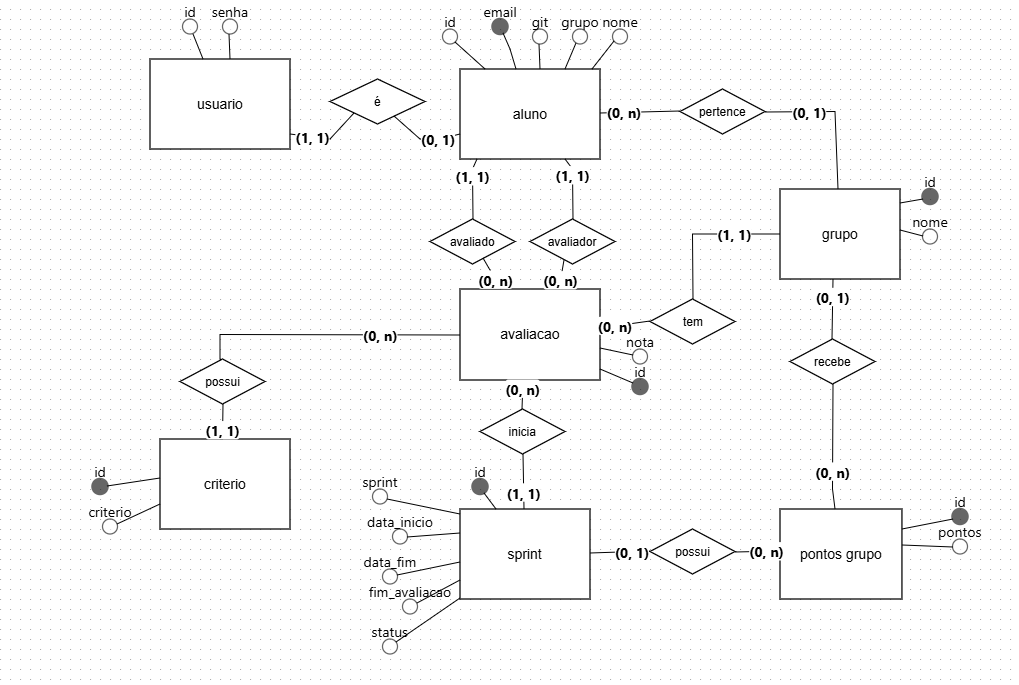 id
senha
usuario
(1, 1)
é
(0, 1)
id
email
git
grupo
nome
aluno
(0, n)
pertence
(0, 1)
(1, 1)
(1, 1)
avaliado
avaliador
(0, n)
(0, n)
id
nome
grupo
(1, 1)
tem
(0, n)
avaliacao
nota
id
(0, n)
possui
(1, 1)
id
criterio
criterio
(0, n)
inicia
(1, 1)
(0, 1)
recebe
(0, n)
sprint
id
data_inicio
data_fim
fim_avaliacao
status
sprint
(0, 1)
possui
(0, n)
pontos grupo
id
pontos